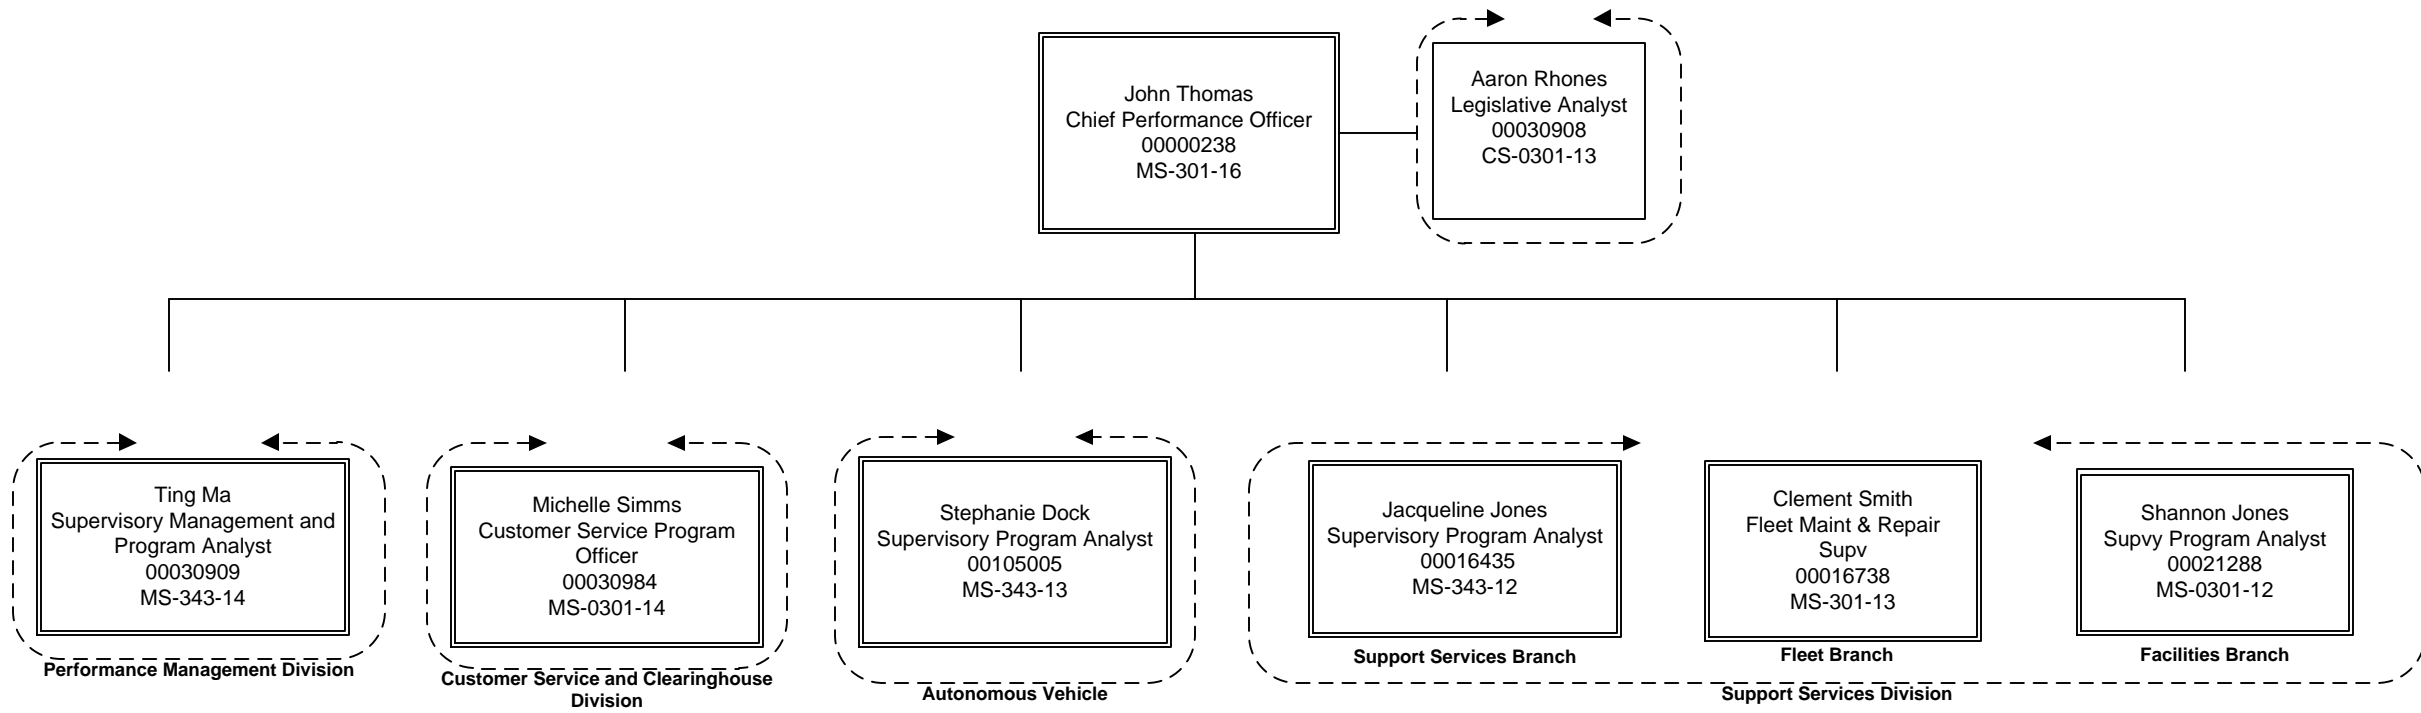 John Thomas
Chief Performance Officer
00000238
MS-301-16
Aaron Rhones
Legislative Analyst
00030908
CS-0301-13
Ting Ma
Supervisory Management and
Program Analyst
00030909
MS-343-14
Performance Management Division
Michelle Simms
Customer Service Program
Officer
00030984
MS-0301-14
Customer Service and Clearinghouse
Division
Stephanie Dock
Supervisory Program Analyst
00105005
MS-343-13
Autonomous Vehicle
Jacqueline Jones
Supervisory Program Analyst
00016435
MS-343-12
Support Services Branch
Clement Smith
Fleet Maint & Repair
Supv
00016738
MS-301-13
Fleet Branch
Shannon Jones
Supvy Program Analyst
00021288
MS-0301-12
Facilities Branch
Support Services Division